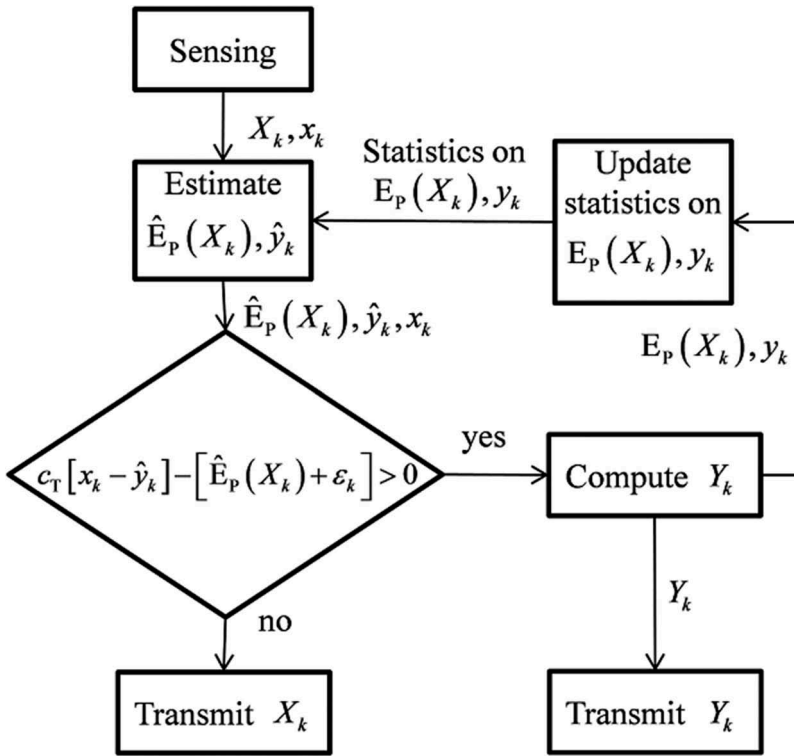 Sensing
X_k, x_k
Estimate
Ê_P(X_k), ŷ_k
Statistics on
E_P(X_k), y_k
Update
statistics on
E_P(X_k), y_k
E_P(X_k), y_k
Ê_P(X_k), ŷ_k, x_k
c_T[x_k − ŷ_k] − [Ê_P(X_k) + ε_k] > 0
yes
Compute Y_k
Y_k
no
Transmit X_k
Transmit Y_k